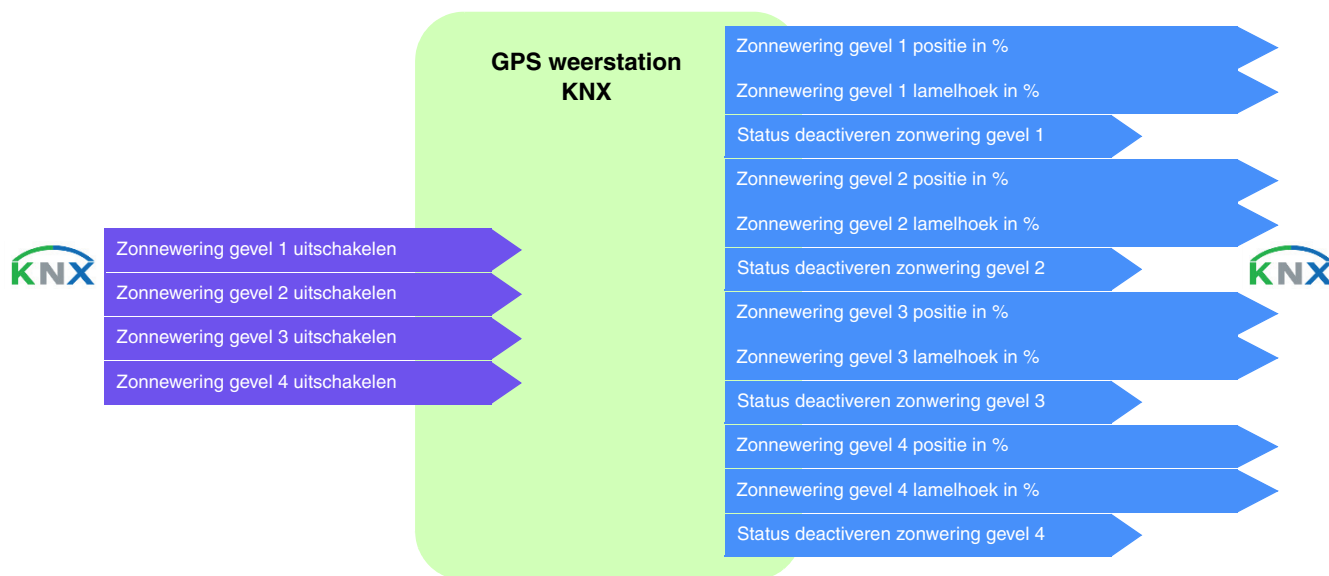 GPS weerstation
KNX
KNX
Zonnewering gevel 1 uitschakelen
Zonnewering gevel 2 uitschakelen
Zonnewering gevel 3 uitschakelen
Zonnewering gevel 4 uitschakelen
Zonnewering gevel 1 positie in %
Zonnewering gevel 1 lamelhoek in %
Status deactiveren zonwering gevel 1
Zonnewering gevel 2 positie in %
Zonnewering gevel 2 lamelhoek in %
Status deactiveren zonwering gevel 2
Zonnewering gevel 3 positie in %
Zonnewering gevel 3 lamelhoek in %
Status deactiveren zonwering gevel 3
Zonnewering gevel 4 positie in %
Zonnewering gevel 4 lamelhoek in %
Status deactiveren zonwering gevel 4
KNX